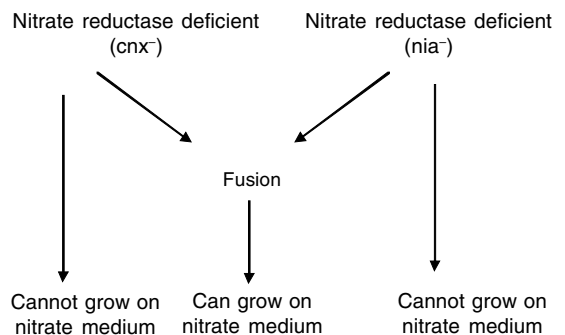 Nitrate reductase deficient
(cnx⁻)
Nitrate reductase deficient
(nia⁻)
Fusion
Cannot grow on
nitrate medium
Can grow on
nitrate medium
Cannot grow on
nitrate medium